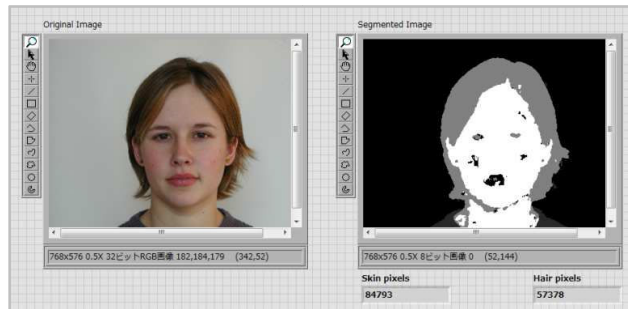 Original Image
Segmented Image
768x576 0.5X 32ビットRGB画像 182,184,179 (342,52)
768x576 0.5X 8ビット画像 0 (52,144)
Skin pixels
Hair pixels
84793
57378